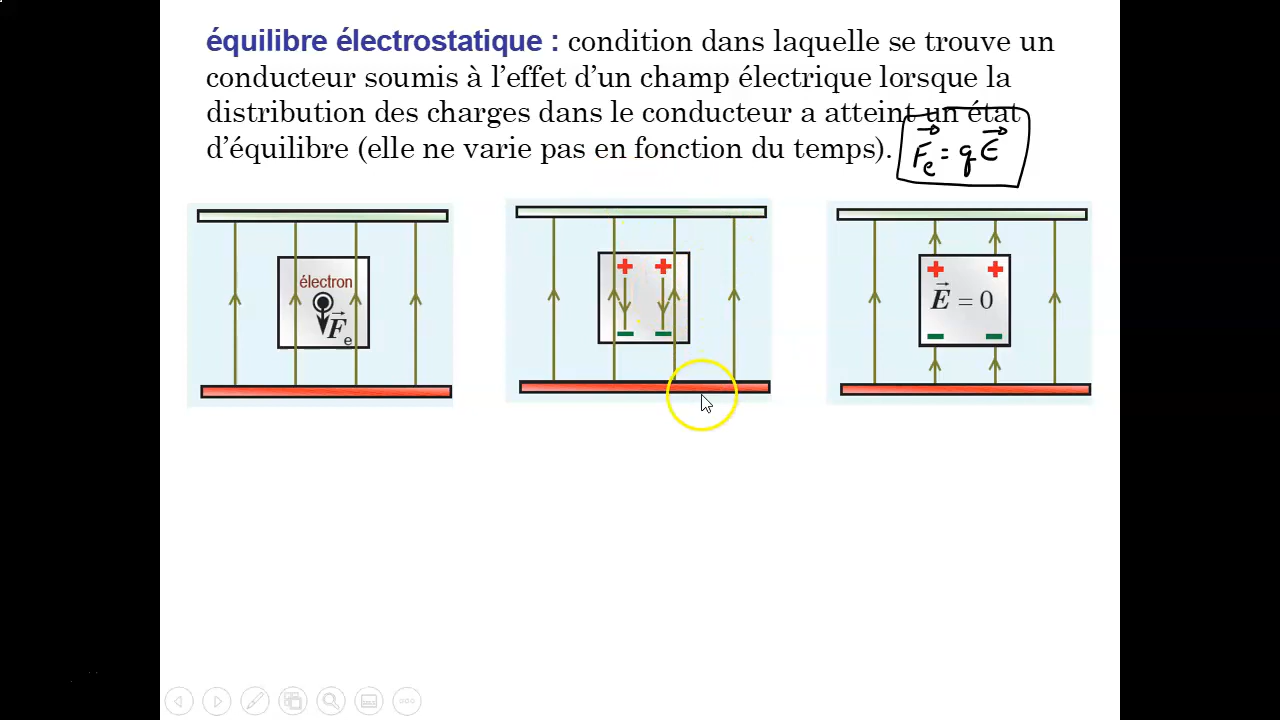 équilibre électrostatique : condition dans laquelle se trouve un
conducteur soumis à l’effet d’un champ électrique lorsque la
distribution des charges dans le conducteur a atteint un état
d’équilibre (elle ne varie pas en fonction du temps).
F⃗e = qE⃗
électron
F⃗e
+ +
− −
+ +
E⃗ = 0
− −